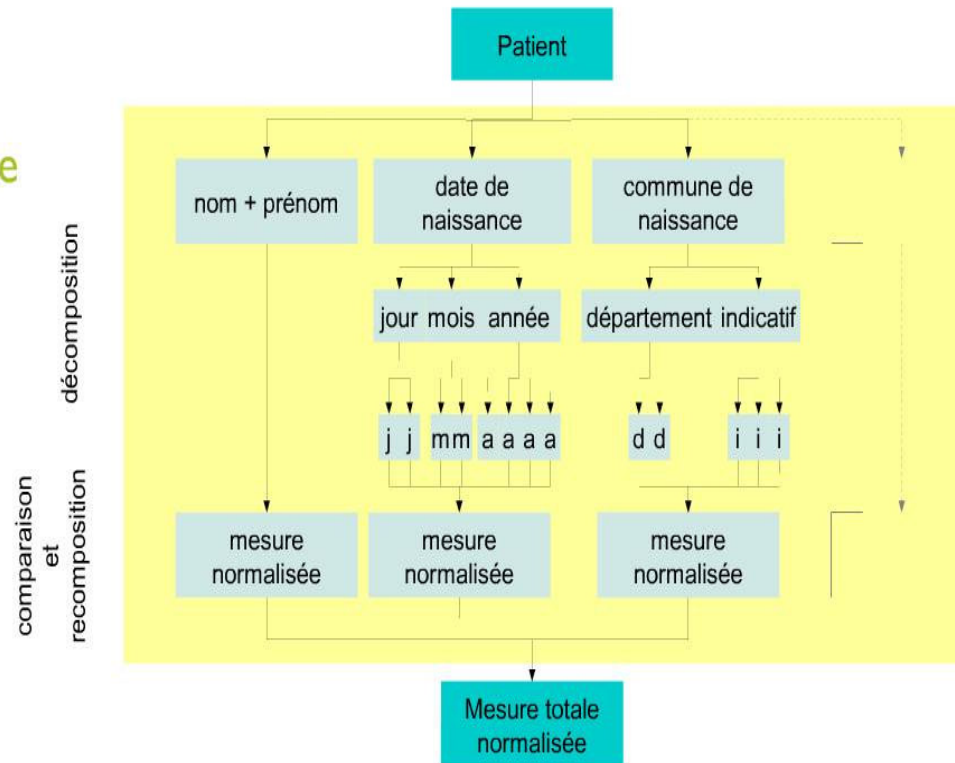 Patient
e
nom + prénom
date de
naissance
commune de
naissance
décomposition
jour mois année
département indicatif
j j
mm
a a a a
d d
i i i
comparaison
et
recomposition
mesure
normalisée
mesure
normalisée
mesure
normalisée
Mesure totale
normalisée